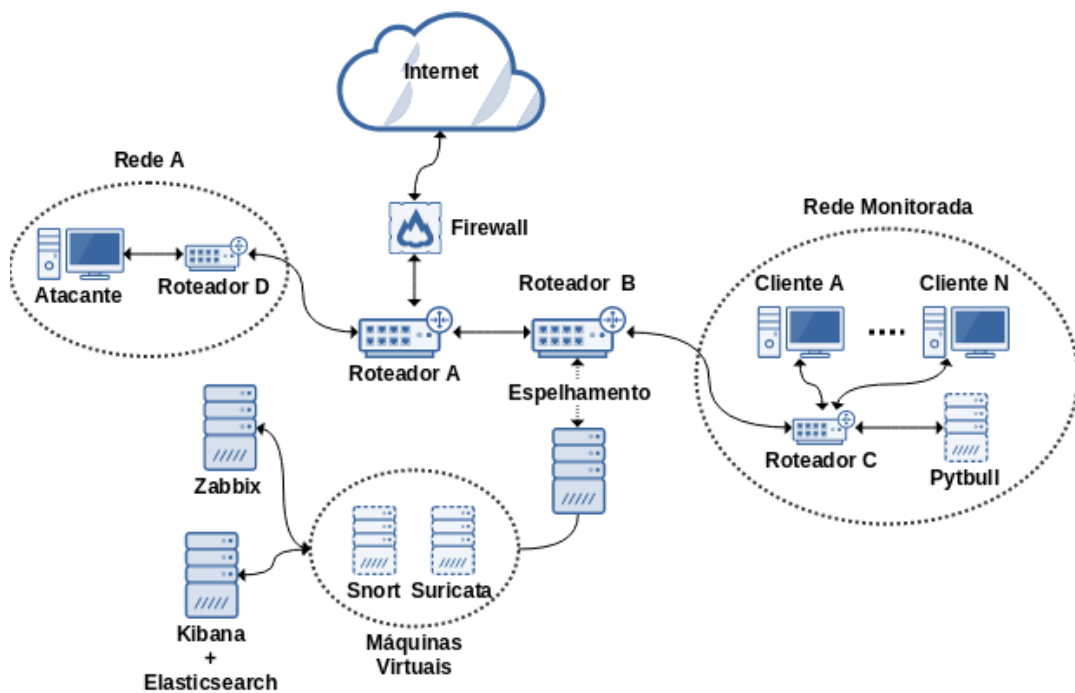 Internet
Rede A
Firewall
Rede Monitorada
Atacante
Roteador D
Roteador B
Cliente A
Cliente N
Roteador A
Espelhamento
Roteador C
Pytbull
Zabbix
Snort
Suricata
Kibana
+
Elasticsearch
Máquinas
Virtuais